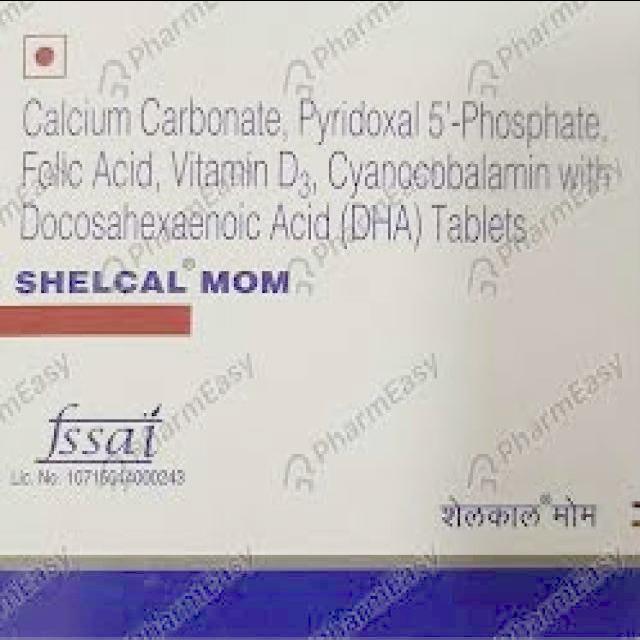 Calcium Carbonate, Pyridoxal 5'-Phosphate,
Folic Acid, Vitamin D3, Cyanocobalamin with
Docosahexaenoic Acid (DHA) Tablets
SHELCAL® MOM
fssai
Lic. No.
शेलकाल® मोम
PharmEasy